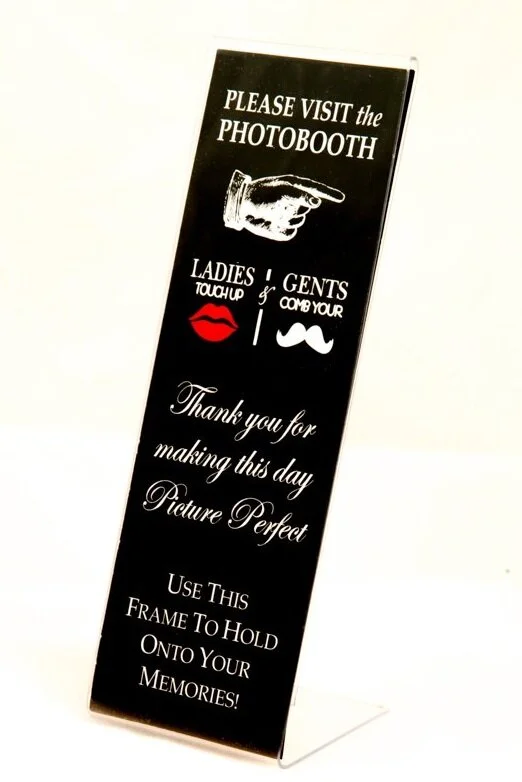 PLEASE VISIT the
PHOTOBOOTH
LADIES & GENTS
TOUCH UP COMB YOUR
Thank you for
making this day
Picture Perfect
USE THIS
FRAME TO HOLD
ONTO YOUR
MEMORIES!